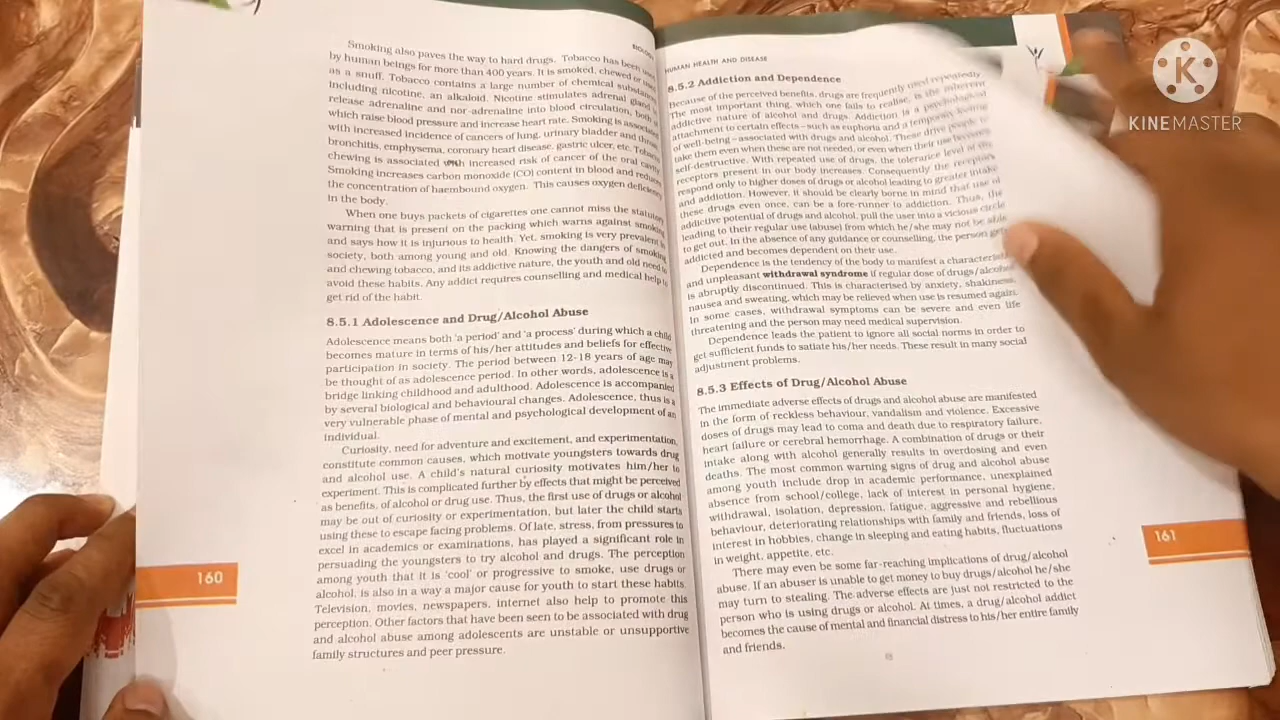 BIOLOGY
Smoking also paves the way to hard drugs. Tobacco has been used
by human beings for more than 400 years. It is smoked, chewed or used
as a snuff. Tobacco contains a large number of chemical substances
including nicotine, an alkaloid. Nicotine stimulates adrenal gland to
release adrenaline and nor-adrenaline into blood circulation, both of
which raise blood pressure and increase heart rate. Smoking is associated
with increased incidence of cancers of lung, urinary bladder and throat,
bronchitis, emphysema, coronary heart disease, gastric ulcer, etc. Tobacco
chewing is associated with increased risk of cancer of the oral cavity.
Smoking increases carbon monoxide (CO) content in blood and reduces
the concentration of haembound oxygen. This causes oxygen deficiency
in the body.
When one buys packets of cigarettes one cannot miss the statutory
warning that is present on the packing which warns against smoking
and says how it is injurious to health. Yet, smoking is very prevalent in
society, both among young and old. Knowing the dangers of smoking
and chewing tobacco, and its addictive nature, the youth and old need to
avoid these habits. Any addict requires counselling and medical help to
get rid of the habit.
8.5.1 Adolescence and Drug/Alcohol Abuse
Adolescence means both 'a period' and 'a process' during which a child
becomes mature in terms of his/her attitudes and beliefs for effective
participation in society. The period between 12-18 years of age may
be thought of as adolescence period. In other words, adolescence is a
bridge linking childhood and adulthood. Adolescence is accompanied
by several biological and behavioural changes. Adolescence, thus is a
very vulnerable phase of mental and psychological development of an
individual.
Curiosity, need for adventure and excitement, and experimentation,
constitute common causes, which motivate youngsters towards drug
and alcohol use. A child's natural curiosity motivates him/her to
experiment. This is complicated further by effects that might be perceived
as benefits, of alcohol or drug use. Thus, the first use of drugs or alcohol
may be out of curiosity or experimentation, but later the child starts
using these to escape facing problems. Of late, stress, from pressures to
excel in academics or examinations, has played a significant role in
persuading the youngsters to try alcohol and drugs. The perception
among youth that it is 'cool' or progressive to smoke, use drugs or
alcohol, is also in a way a major cause for youth to start these habits.
Television, movies, newspapers, internet also help to promote this
perception. Other factors that have been seen to be associated with drug
and alcohol abuse among adolescents are unstable or unsupportive
family structures and peer pressure.
160
HUMAN HEALTH AND DISEASE
8.5.2 Addiction and Dependence
Because of the perceived benefits, drugs are frequently used repeatedly.
The most important thing, which one fails to realise, is the inherent
addictive nature of alcohol and drugs. Addiction is a psychological
attachment to certain effects – such as euphoria and a temporary feeling
of well-being – associated with drugs and alcohol. These drive people to
take them even when these are not needed, or even when their use becomes
self-destructive. With repeated use of drugs, the tolerance level of the
receptors present in our body increases. Consequently the receptors
respond only to higher doses of drugs or alcohol leading to greater intake
and addiction. However, it should be clearly borne in mind that use of
these drugs even once, can be a fore-runner to addiction. Thus, the
addictive potential of drugs and alcohol, pull the user into a vicious circle
leading to their regular use (abuse) from which he/she may not be able
to get out. In the absence of any guidance or counselling, the person gets
addicted and becomes dependent on their use.
Dependence is the tendency of the body to manifest a characteristic
and unpleasant withdrawal syndrome if regular dose of drugs/alcohol
is abruptly discontinued. This is characterised by anxiety, shakiness,
nausea and sweating, which may be relieved when use is resumed again.
In some cases, withdrawal symptoms can be severe and even life
threatening and the person may need medical supervision.
Dependence leads the patient to ignore all social norms in order to
get sufficient funds to satiate his/her needs. These result in many social
adjustment problems.
8.5.3 Effects of Drug/Alcohol Abuse
The immediate adverse effects of drugs and alcohol abuse are manifested
in the form of reckless behaviour, vandalism and violence. Excessive
doses of drugs may lead to coma and death due to respiratory failure,
heart failure or cerebral hemorrhage. A combination of drugs or their
intake along with alcohol generally results in overdosing and even
deaths. The most common warning signs of drug and alcohol abuse
among youth include drop in academic performance, unexplained
absence from school/college, lack of interest in personal hygiene,
withdrawal, isolation, depression, fatigue, aggressive and rebellious
behaviour, deteriorating relationships with family and friends, loss of
interest in hobbies, change in sleeping and eating habits, fluctuations
in weight, appetite, etc.
There may even be some far-reaching implications of drug/alcohol
abuse. If an abuser is unable to get money to buy drugs/alcohol he/she
may turn to stealing. The adverse effects are just not restricted to the
person who is using drugs or alcohol. At times, a drug/alcohol addict
becomes the cause of mental and financial distress to his/her entire family
and friends.
161
K
KINEMASTER